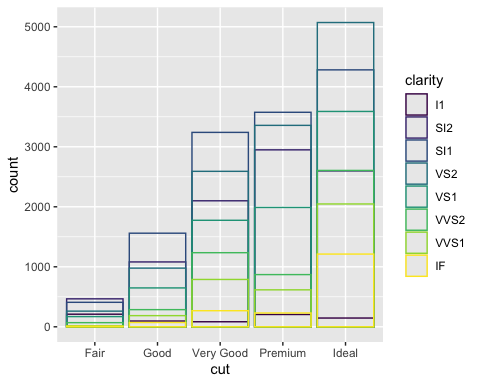 5000
4000
3000
2000
1000
0
count
Fair Good Very Good Premium Ideal
cut
clarity
I1
SI2
SI1
VS2
VS1
VVS2
VVS1
IF